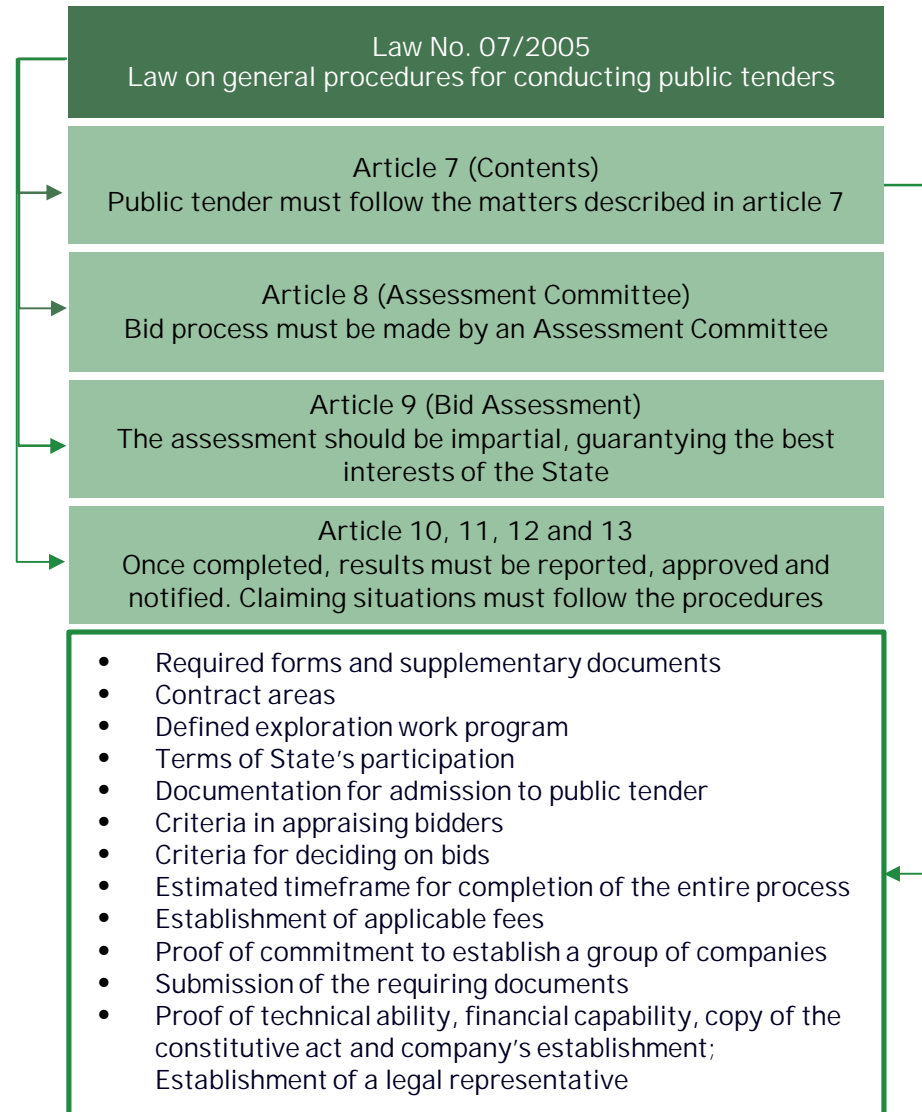 Law No. 07/2005
Law on general procedures for conducting public tenders
Article 7 (Contents)
Public tender must follow the matters described in article 7
Article 8 (Assessment Committee)
Bid process must be made by an Assessment Committee
Article 9 (Bid Assessment)
The assessment should be impartial, guarantying the best
interests of the State
Article 10, 11, 12 and 13
Once completed, results must be reported, approved and
notified. Claiming situations must follow the procedures
• Required forms and supplementary documents
• Contract areas
• Defined exploration work program
• Terms of State's participation
• Documentation for admission to public tender
• Criteria in appraising bidders
• Criteria for deciding on bids
• Estimated timeframe for completion of the entire process
• Establishment of applicable fees
• Proof of commitment to establish a group of companies
• Submission of the requiring documents
• Proof of technical ability, financial capability, copy of the
constitutive act and company's establishment;
Establishment of a legal representative